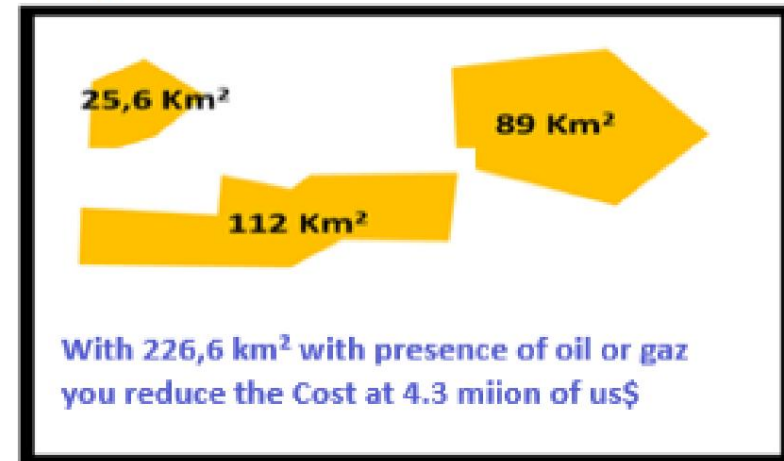 25,6 Km²
89 Km²
112 Km²
With 226,6 km² with presence of oil or gaz
you reduce the Cost at 4.3 miion of us$